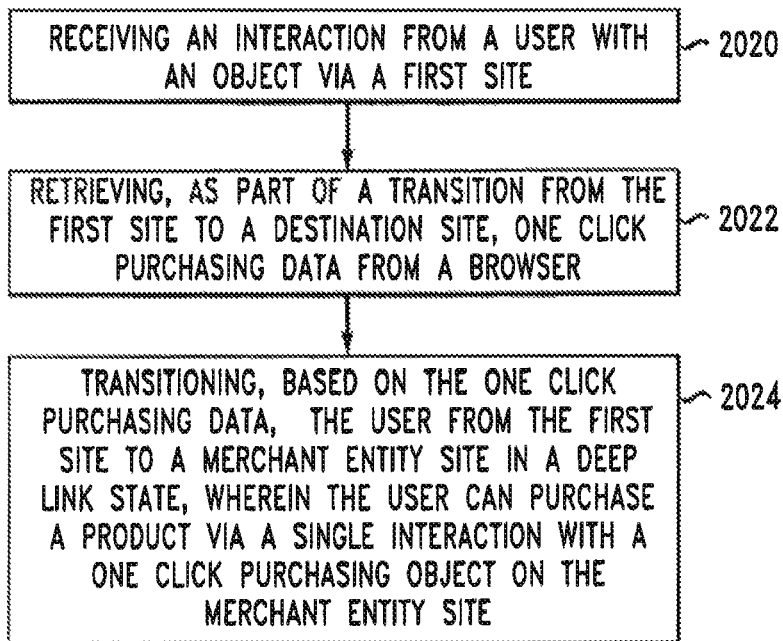 RECEIVING AN INTERACTION FROM A USER WITH
AN OBJECT VIA A FIRST SITE
2020
RETRIEVING, AS PART OF A TRANSITION FROM THE
FIRST SITE TO A DESTINATION SITE, ONE CLICK
PURCHASING DATA FROM A BROWSER
2022
TRANSITIONING, BASED ON THE ONE CLICK
PURCHASING DATA, THE USER FROM THE FIRST
SITE TO A MERCHANT ENTITY SITE IN A DEEP
LINK STATE, WHEREIN THE USER CAN PURCHASE
A PRODUCT VIA A SINGLE INTERACTION WITH A
ONE CLICK PURCHASING OBJECT ON THE
MERCHANT ENTITY SITE
2024